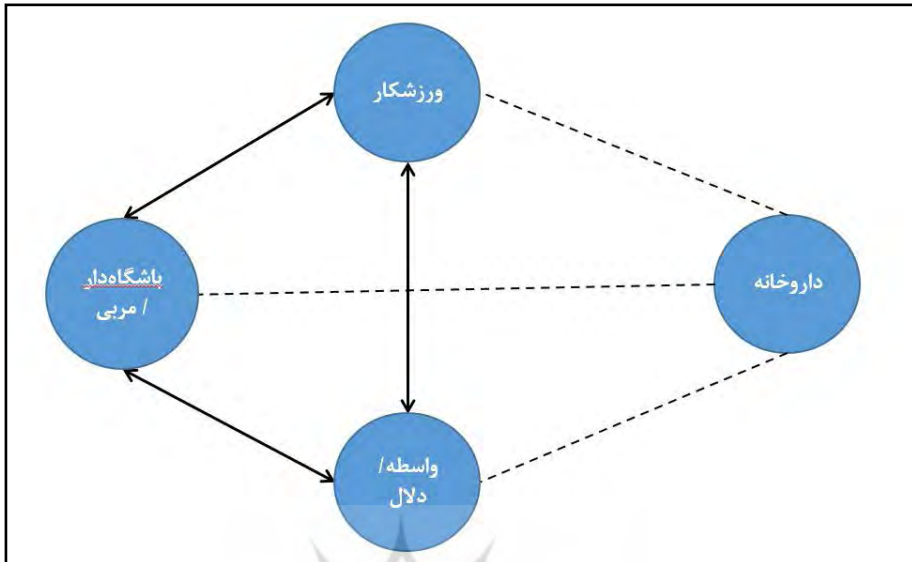 ورزشکار
باشگاه‌دار
/ مربی
داروخانه
واسطه/
دلال